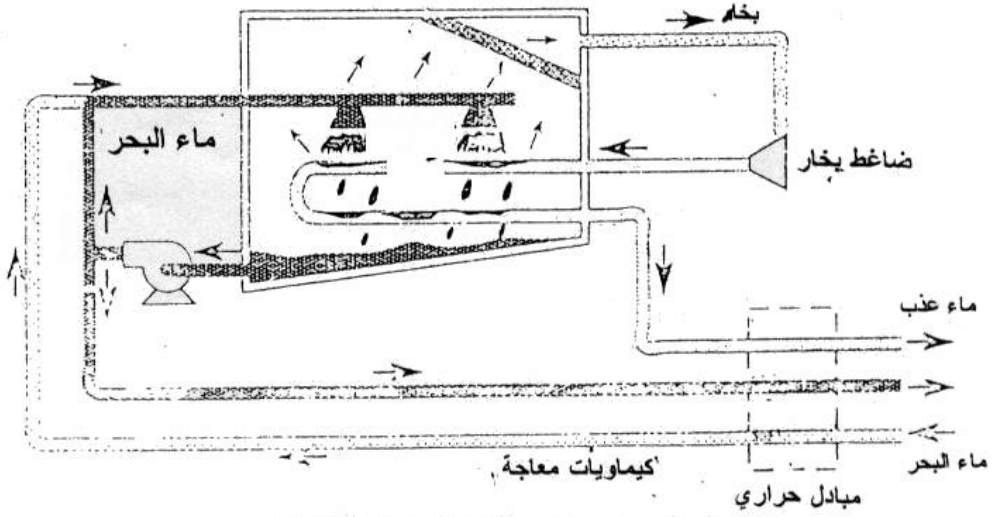 بخار
ماء البحر
ضاغط بخار
ماء عذب
ماء البحر
كيماويات معاجة
مبادل حراري